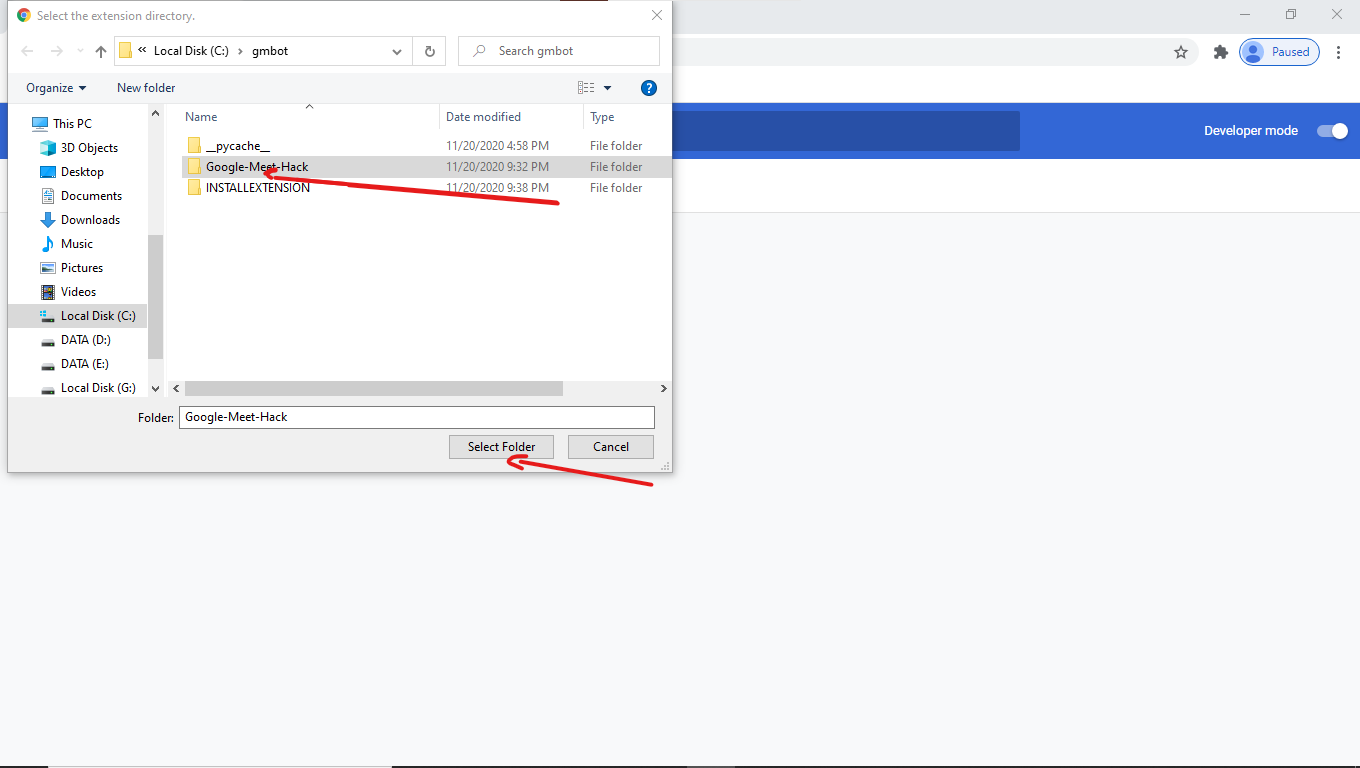 Select the extension directory.
« Local Disk (C:) › gmbot
Search gmbot
Paused
Organize
New folder
?
Name
Date modified
Type
__pycache__ 11/20/2020 4:58 PM File folder
Google-Meet-Hack 11/20/2020 9:32 PM File folder
INSTALLEXTENSION 11/20/2020 9:38 PM File folder
This PC
3D Objects
Desktop
Documents
Downloads
Music
Pictures
Videos
Local Disk (C:)
DATA (D:)
DATA (E:)
Local Disk (G:)
Developer mode
Folder: Google-Meet-Hack
Select Folder
Cancel